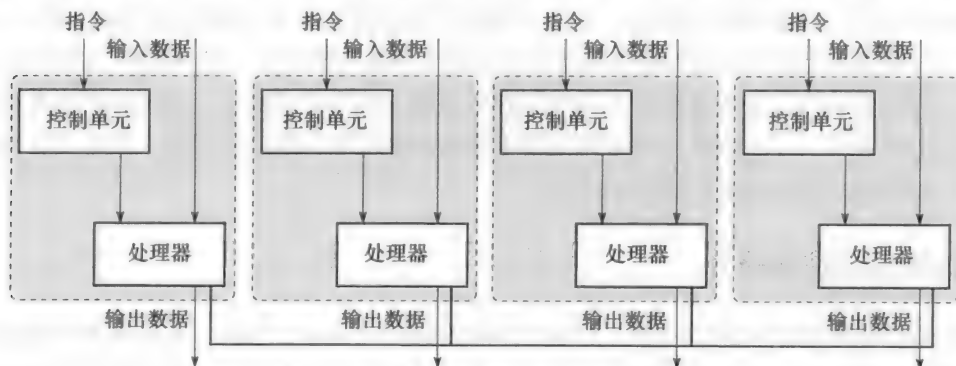 指令 指令 指令 指令
输入数据 输入数据 输入数据 输入数据
控制单元 控制单元 控制单元 控制单元
处理器 处理器 处理器 处理器
输出数据 输出数据 输出数据 输出数据